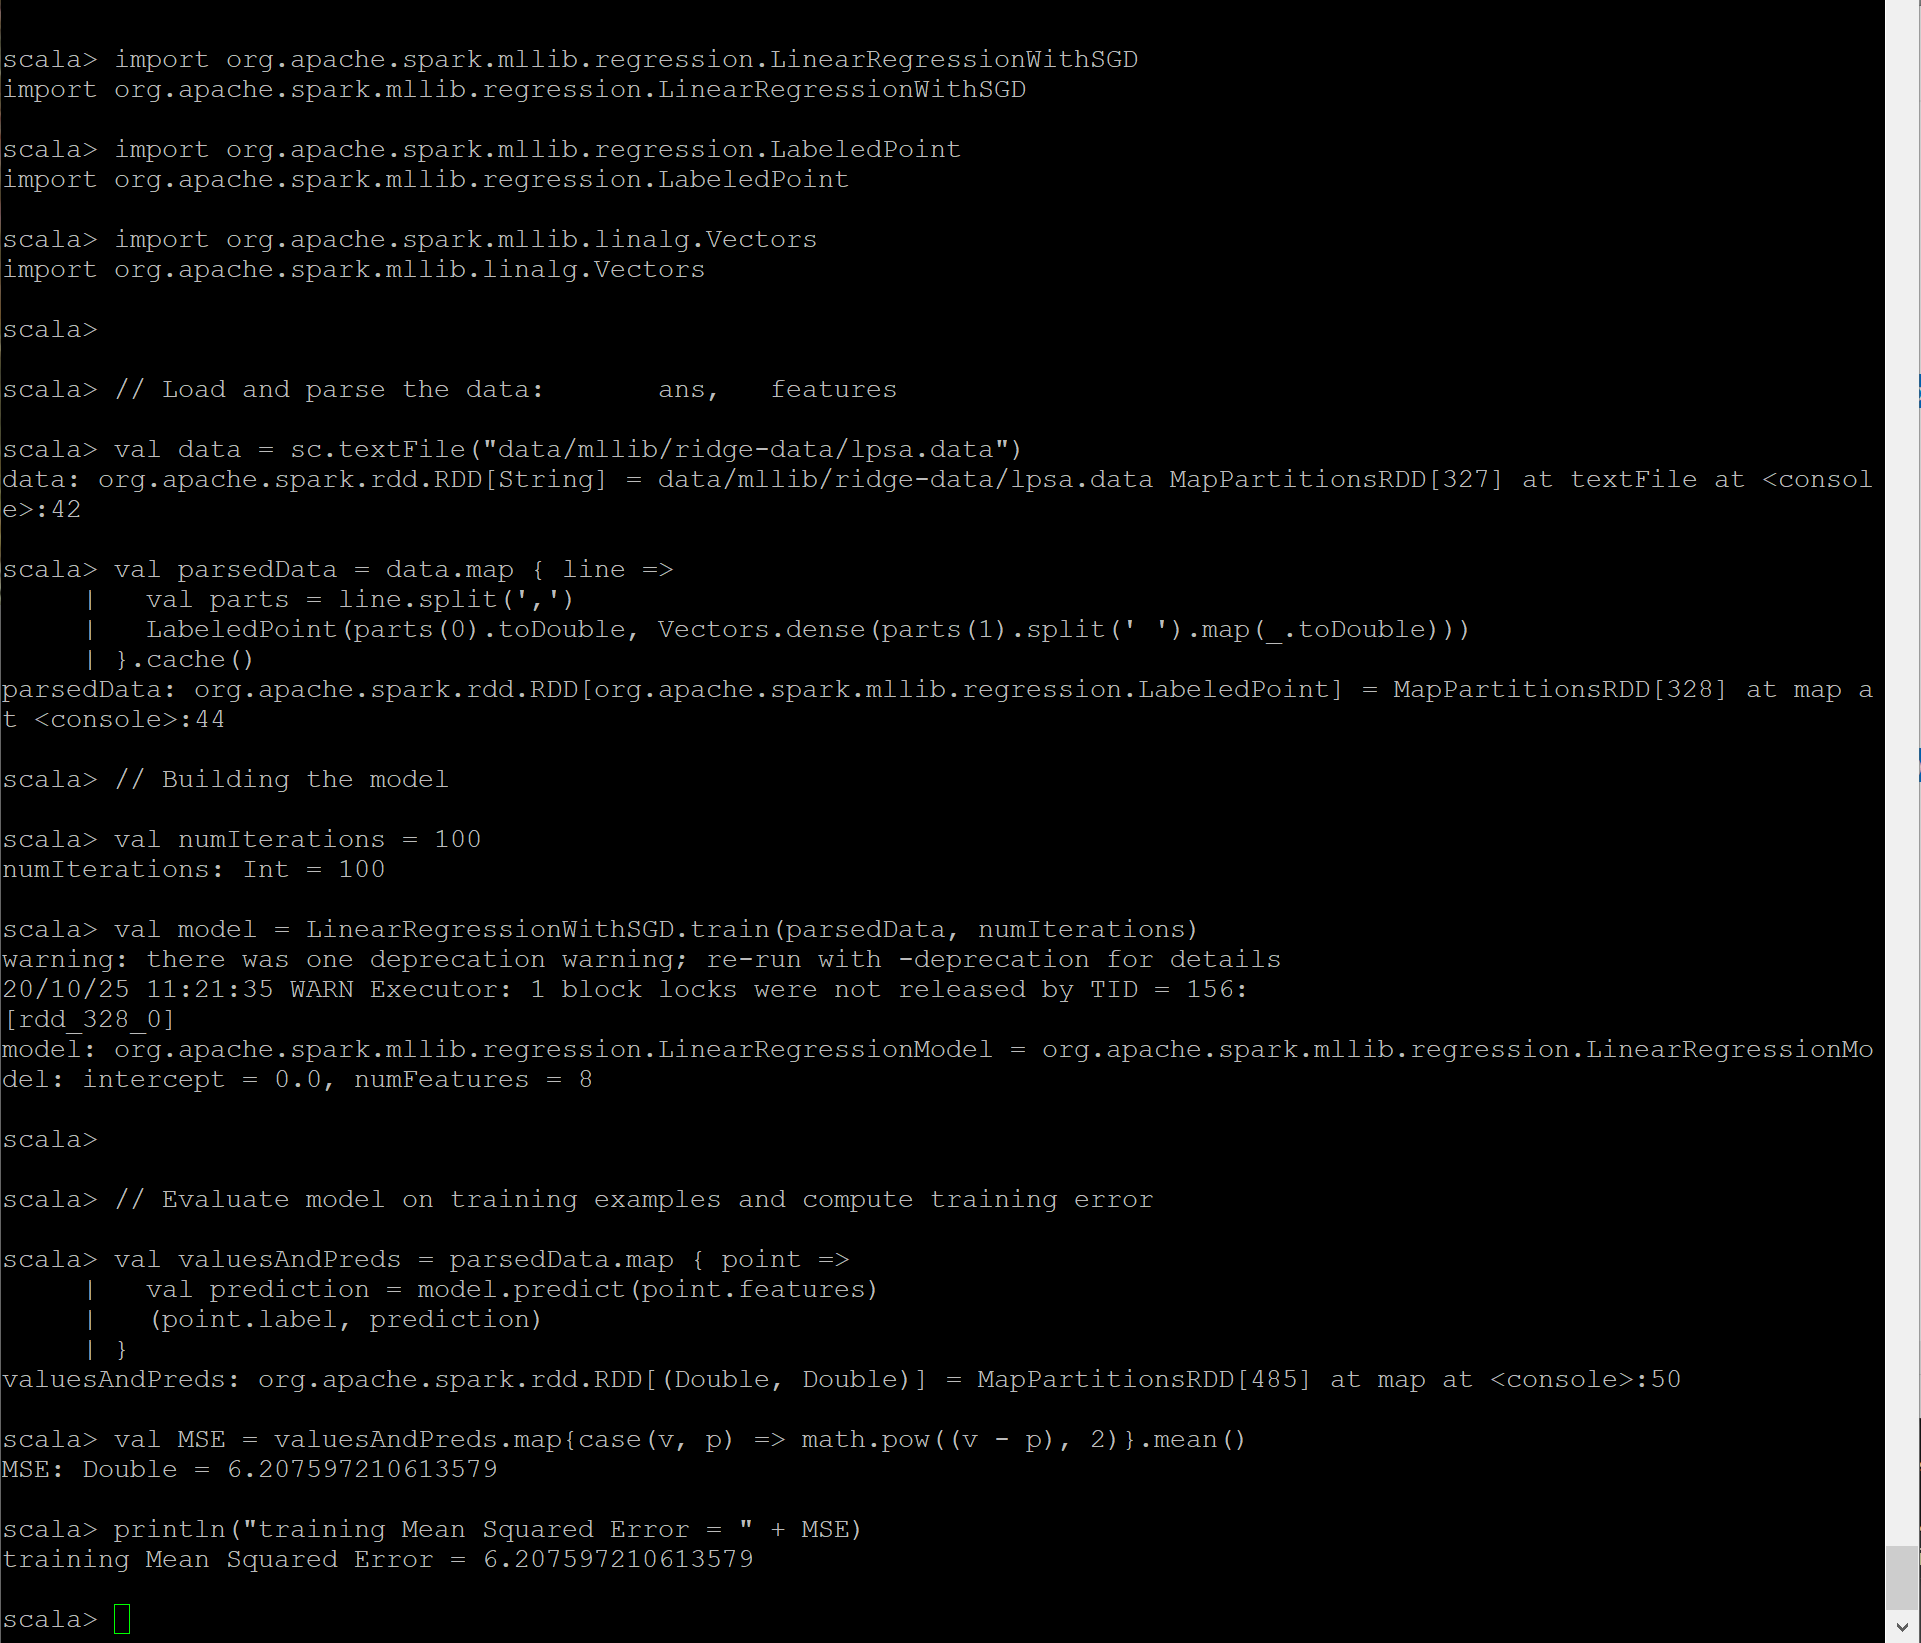 scala> import org.apache.spark.mllib.regression.LinearRegressionWithSGD
import org.apache.spark.mllib.regression.LinearRegressionWithSGD
scala> import org.apache.spark.mllib.regression.LabeledPoint
import org.apache.spark.mllib.regression.LabeledPoint
scala> import org.apache.spark.mllib.linalg.Vectors
import org.apache.spark.mllib.linalg.Vectors
scala>
scala> // Load and parse the data:       ans,   features
scala> val data = sc.textFile("data/mllib/ridge-data/lpsa.data")
data: org.apache.spark.rdd.RDD[String] = data/mllib/ridge-data/lpsa.data MapPartitionsRDD[327] at textFile at <consol
e>:42
scala> val parsedData = data.map { line =>
     |   val parts = line.split(',')
     |   LabeledPoint(parts(0).toDouble, Vectors.dense(parts(1).split(' ').map(_.toDouble)))
     | }.cache()
parsedData: org.apache.spark.rdd.RDD[org.apache.spark.mllib.regression.LabeledPoint] = MapPartitionsRDD[328] at map a
t <console>:44
scala> // Building the model
scala> val numIterations = 100
numIterations: Int = 100
scala> val model = LinearRegressionWithSGD.train(parsedData, numIterations)
warning: there was one deprecation warning; re-run with -deprecation for details
20/10/25 11:21:35 WARN Executor: 1 block locks were not released by TID = 156:
[rdd_328_0]
model: org.apache.spark.mllib.regression.LinearRegressionModel = org.apache.spark.mllib.regression.LinearRegressionMo
del: intercept = 0.0, numFeatures = 8
scala>
scala> // Evaluate model on training examples and compute training error
scala> val valuesAndPreds = parsedData.map { point =>
     |   val prediction = model.predict(point.features)
     |   (point.label, prediction)
     | }
valuesAndPreds: org.apache.spark.rdd.RDD[(Double, Double)] = MapPartitionsRDD[485] at map at <console>:50
scala> val MSE = valuesAndPreds.map{case(v, p) => math.pow((v - p), 2)}.mean()
MSE: Double = 6.207597210613579
scala> println("training Mean Squared Error = " + MSE)
training Mean Squared Error = 6.207597210613579
scala>